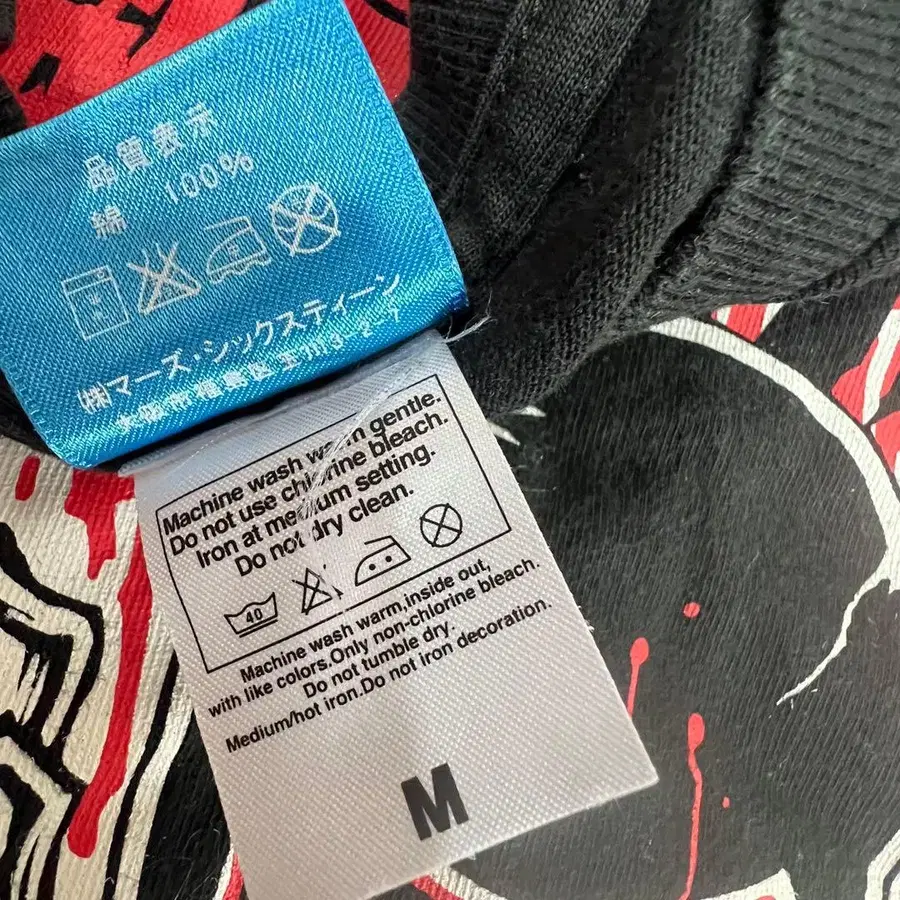 品質表示
綿 100%
㈱マーズ・シックスティーン
Machine wash warm gentle.
Do not use chlorine bleach.
Iron at medium setting.
Do not dry clean.
40
Machine wash warm,inside out,
with like colors.Only non-chlorine bleach.
Do not tumble dry.
Medium/hot iron.Do not iron decoration.
M